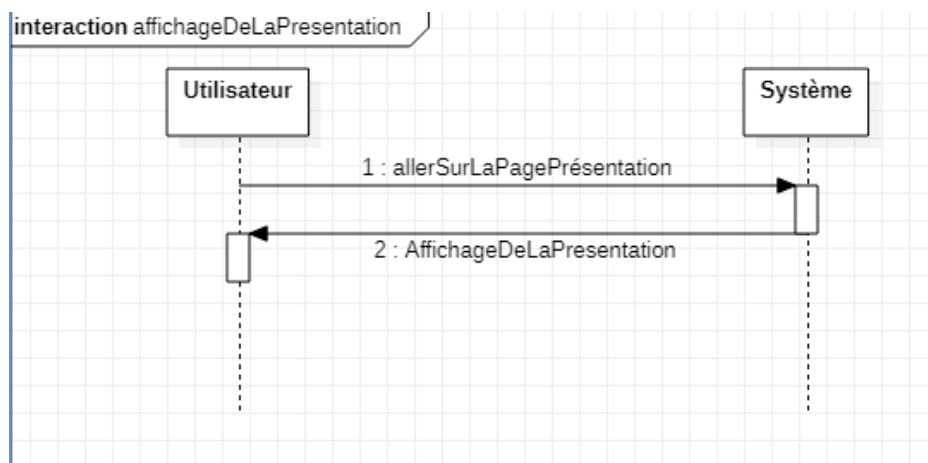 interaction affichageDeLaPresentation
Utilisateur
Système
1 : allerSurLaPagePrésentation
2 : AffichageDeLaPresentation